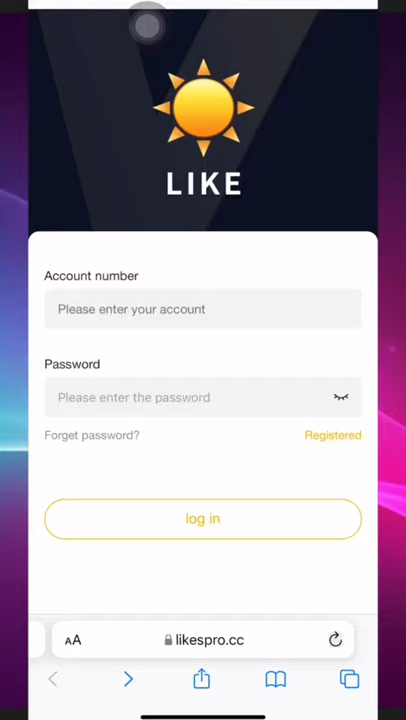 LIKE
Account number
Please enter your account
Password
Please enter the password
Forget password? Registered
log in
AA likespro.cc